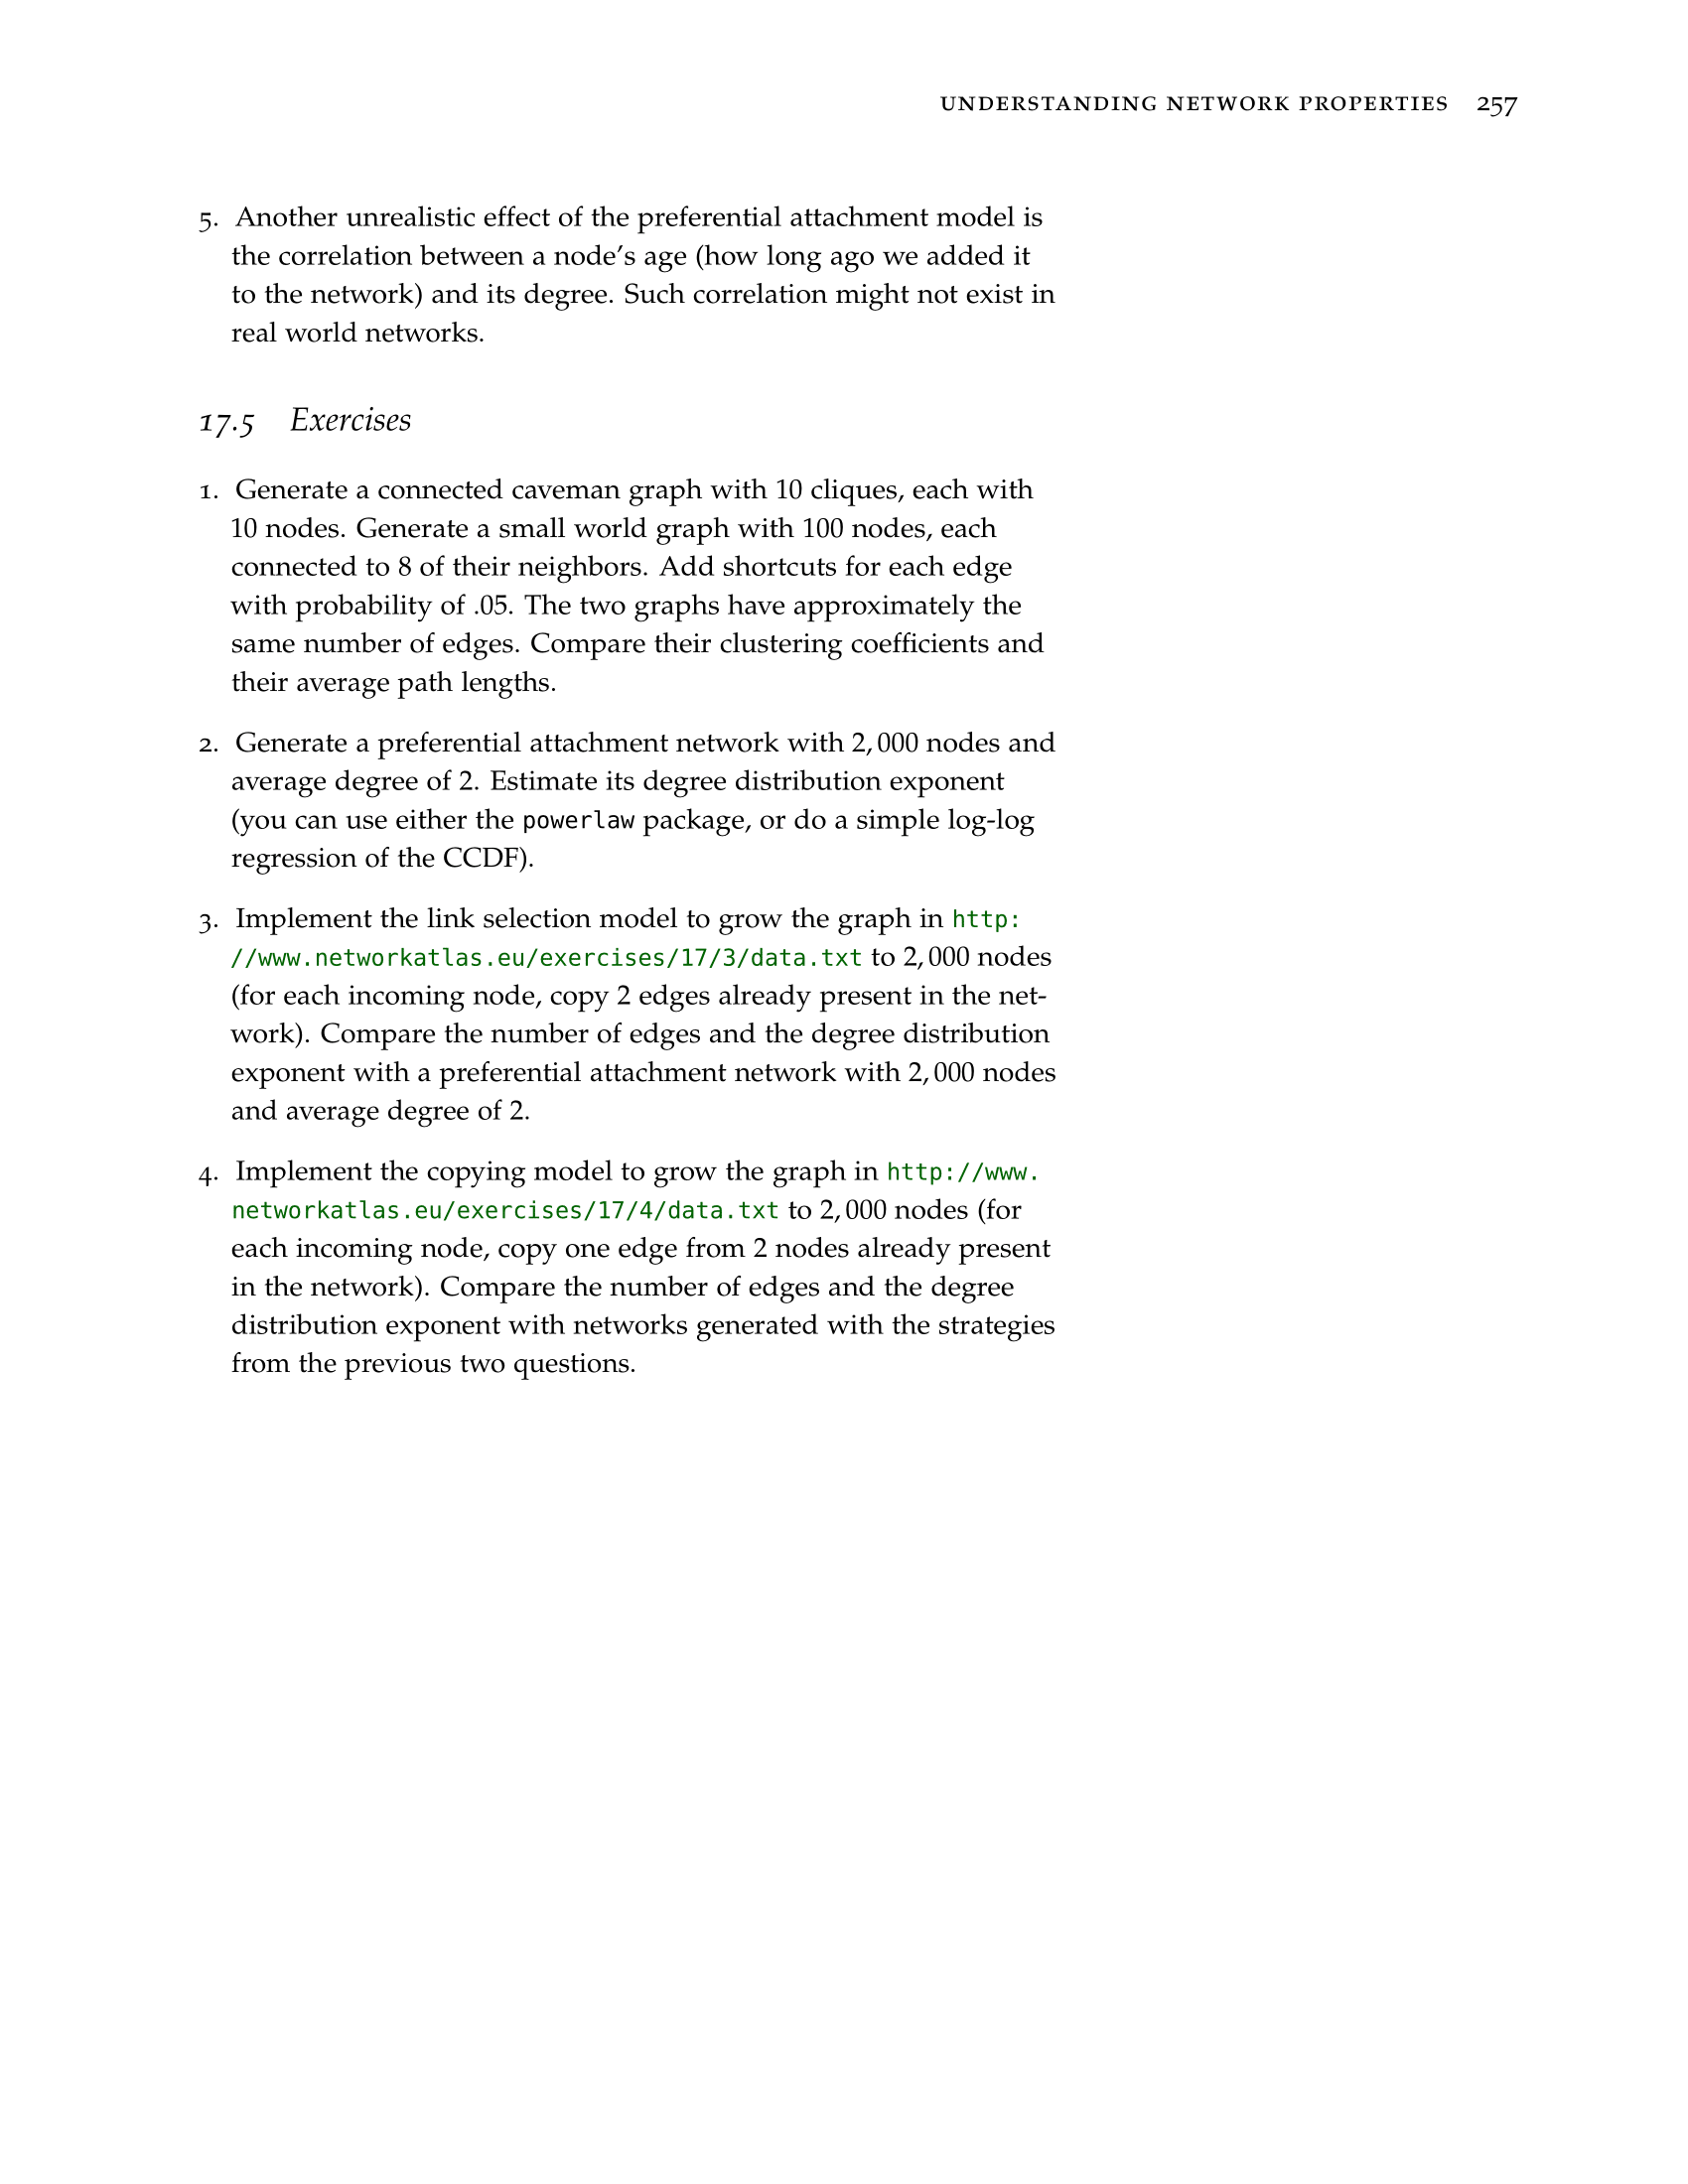 UNDERSTANDING NETWORK PROPERTIES 257
5. Another unrealistic effect of the preferential attachment model is
the correlation between a node’s age (how long ago we added it
to the network) and its degree. Such correlation might not exist in
real world networks.
17.5 Exercises
1. Generate a connected caveman graph with 10 cliques, each with
10 nodes. Generate a small world graph with 100 nodes, each
connected to 8 of their neighbors. Add shortcuts for each edge
with probability of .05. The two graphs have approximately the
same number of edges. Compare their clustering coefficients and
their average path lengths.
2. Generate a preferential attachment network with 2,000 nodes and
average degree of 2. Estimate its degree distribution exponent
(you can use either the powerlaw package, or do a simple log-log
regression of the CCDF).
3. Implement the link selection model to grow the graph in http:
//www.networkatlas.eu/exercises/17/3/data.txt to 2,000 nodes
(for each incoming node, copy 2 edges already present in the net-
work). Compare the number of edges and the degree distribution
exponent with a preferential attachment network with 2,000 nodes
and average degree of 2.
4. Implement the copying model to grow the graph in http://www.
networkatlas.eu/exercises/17/4/data.txt to 2,000 nodes (for
each incoming node, copy one edge from 2 nodes already present
in the network). Compare the number of edges and the degree
distribution exponent with networks generated with the strategies
from the previous two questions.